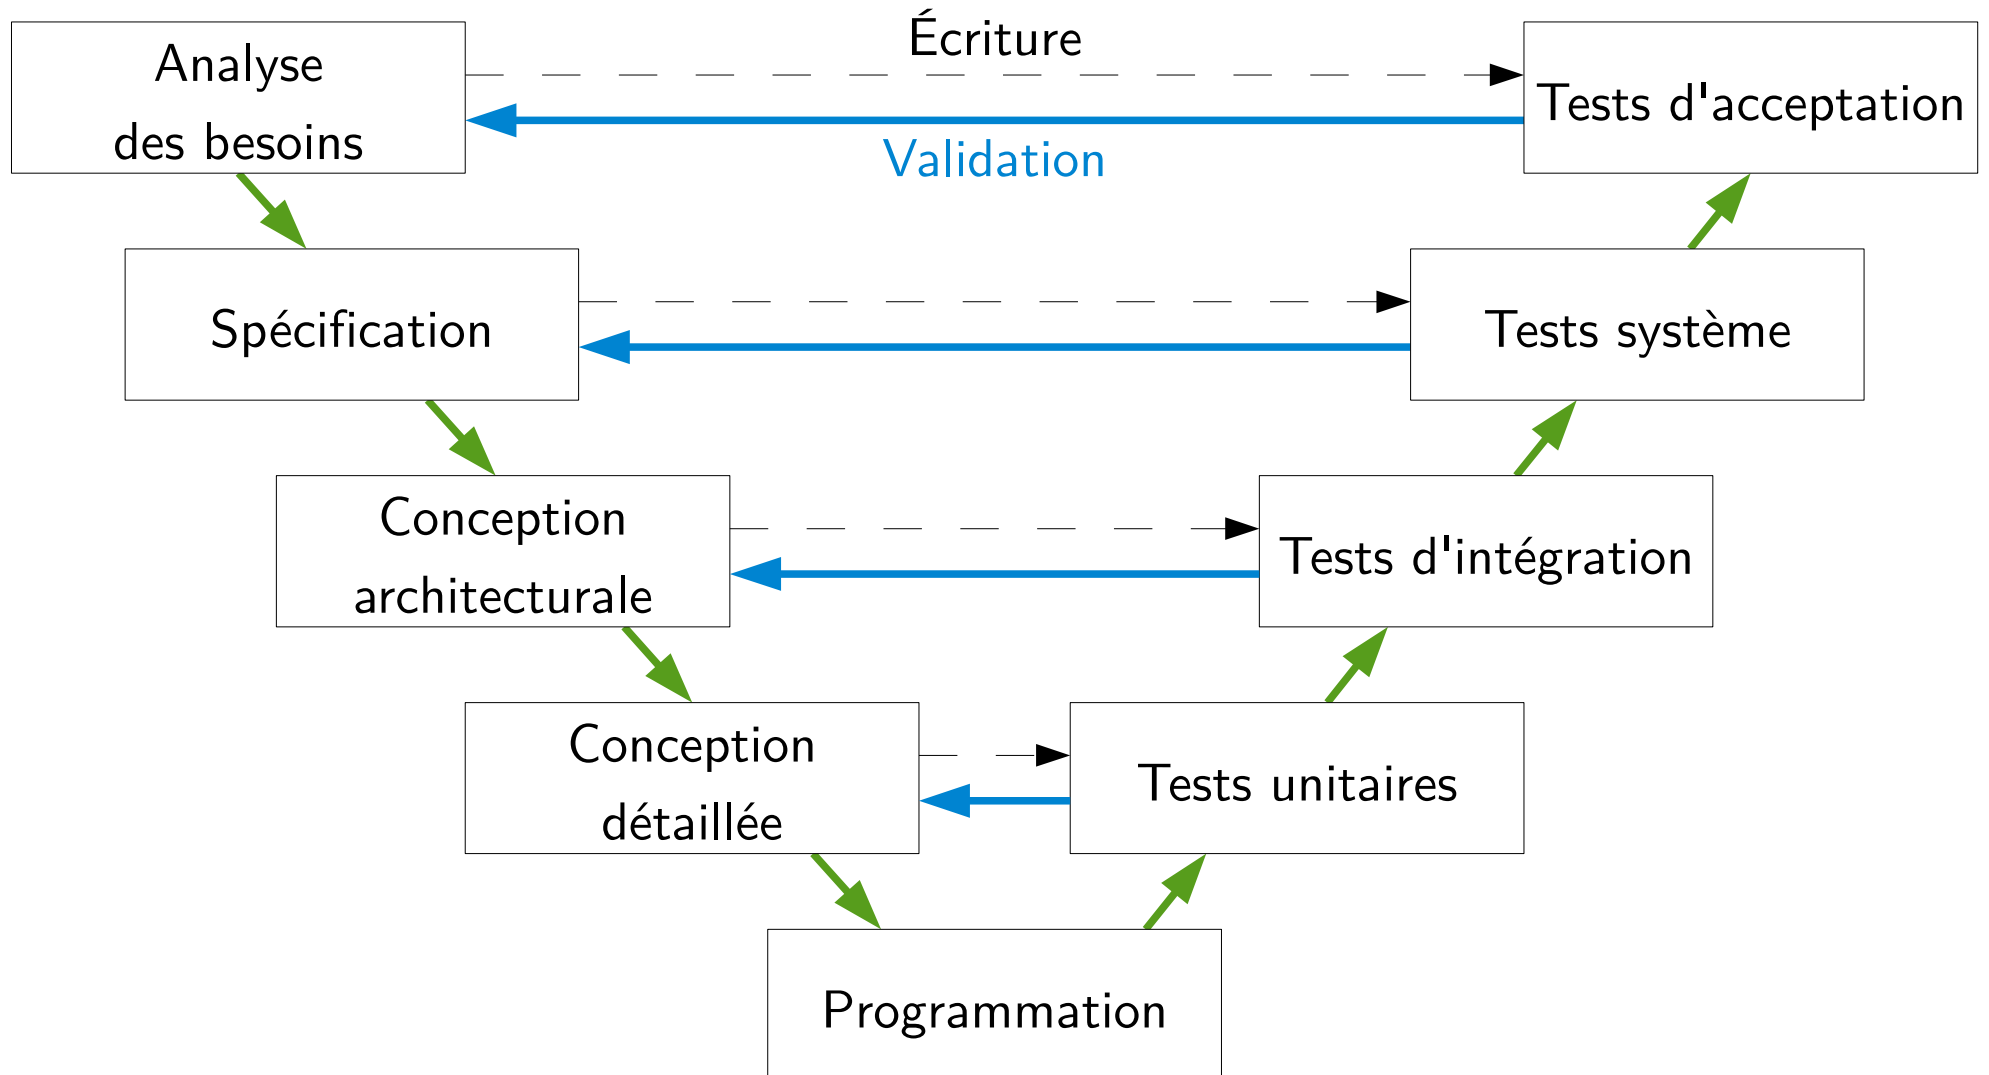 Écriture
Analyse
des besoins
Tests d'acceptation
Validation
Spécification
Tests système
Conception
architecturale
Tests d'intégration
Conception
détaillée
Tests unitaires
Programmation